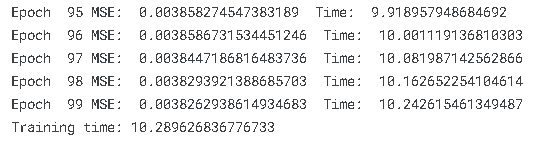 Epoch  95 MSE:  0.003858274547383189  Time:  9.918957948684692
Epoch  96 MSE:  0.0038586731534451246  Time:  10.001119136810303
Epoch  97 MSE:  0.0038447186816483736  Time:  10.081987142562866
Epoch  98 MSE:  0.0038293921388685703  Time:  10.162652254104614
Epoch  99 MSE:  0.0038262938614934683  Time:  10.242615461349487
Training time: 10.289626836776733